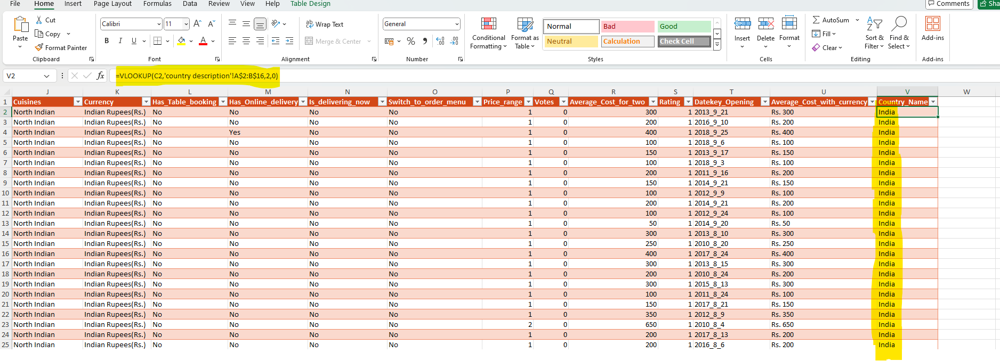 File Home Insert Page Layout Formulas Data Review View Help Table Design Comments Sha
Paste Cut Copy Format Painter Clipboard
Calibri 11 B I U A A A Font
ab Wrap Text Merge & Center Alignment
General % Number
Conditional Formatting Format as Table Normal Bad Good Neutral Calculation Check Cell Styles
Insert Delete Format Cells
AutoSum Fill Clear Sort & Filter Find & Select Editing
Add-ins Add-ins
V2 fx =VLOOKUP(C2,'country description'!A$2:B$16,2,0)
J K L M N O P Q R S T U V W
1 Cuisines Currency Has_Table_booking Has_Online_delivery Is_delivering_now Switch_to_order_menu Price_range Votes Average_Cost_for_two Rating Datekey_Opening Average_Cost_with_currency Country_Name
2 North Indian Indian Rupees(Rs.) No No No No 1 0 300 1 2013_9_21 Rs. 300 India
3 North Indian Indian Rupees(Rs.) No No No No 1 0 200 1 2016_9_10 Rs. 200 India
4 North Indian Indian Rupees(Rs.) No Yes No No 1 0 400 1 2018_9_25 Rs. 400 India
5 North Indian Indian Rupees(Rs.) No No No No 1 0 100 1 2018_9_6 Rs. 100 India
6 North Indian Indian Rupees(Rs.) No No No No 1 0 150 1 2013_9_17 Rs. 150 India
7 North Indian Indian Rupees(Rs.) No No No No 1 0 100 1 2018_9_3 Rs. 100 India
8 North Indian Indian Rupees(Rs.) No No No No 1 0 200 1 2011_9_16 Rs. 200 India
9 North Indian Indian Rupees(Rs.) No No No No 1 0 150 1 2014_9_21 Rs. 150 India
10 North Indian Indian Rupees(Rs.) No No No No 1 0 100 1 2012_9_9 Rs. 100 India
11 North Indian Indian Rupees(Rs.) No No No No 1 0 200 1 2014_9_21 Rs. 200 India
12 North Indian Indian Rupees(Rs.) No No No No 1 0 100 1 2012_9_24 Rs. 100 India
13 North Indian Indian Rupees(Rs.) No No No No 1 0 50 1 2014_9_20 Rs. 50 India
14 North Indian Indian Rupees(Rs.) No No No No 1 0 300 1 2013_8_10 Rs. 300 India
15 North Indian Indian Rupees(Rs.) No No No No 1 0 250 1 2010_8_20 Rs. 250 India
16 North Indian Indian Rupees(Rs.) No No No No 1 0 400 1 2017_8_24 Rs. 400 India
17 North Indian Indian Rupees(Rs.) No No No No 1 0 300 1 2013_8_15 Rs. 300 India
18 North Indian Indian Rupees(Rs.) No No No No 1 0 200 1 2010_8_24 Rs. 200 India
19 North Indian Indian Rupees(Rs.) No No No No 1 0 300 1 2015_8_13 Rs. 300 India
20 North Indian Indian Rupees(Rs.) No No No No 1 0 100 1 2011_8_24 Rs. 100 India
21 North Indian Indian Rupees(Rs.) No No No No 1 0 150 1 2017_8_21 Rs. 150 India
22 North Indian Indian Rupees(Rs.) No No No No 1 0 350 1 2012_8_9 Rs. 350 India
23 North Indian Indian Rupees(Rs.) No No No No 2 0 650 1 2010_8_4 Rs. 650 India
24 North Indian Indian Rupees(Rs.) No No No No 1 0 200 1 2017_8_13 Rs. 200 India
25 North Indian Indian Rupees(Rs.) No No No No 1 0 200 1 2016_8_6 Rs. 200 India